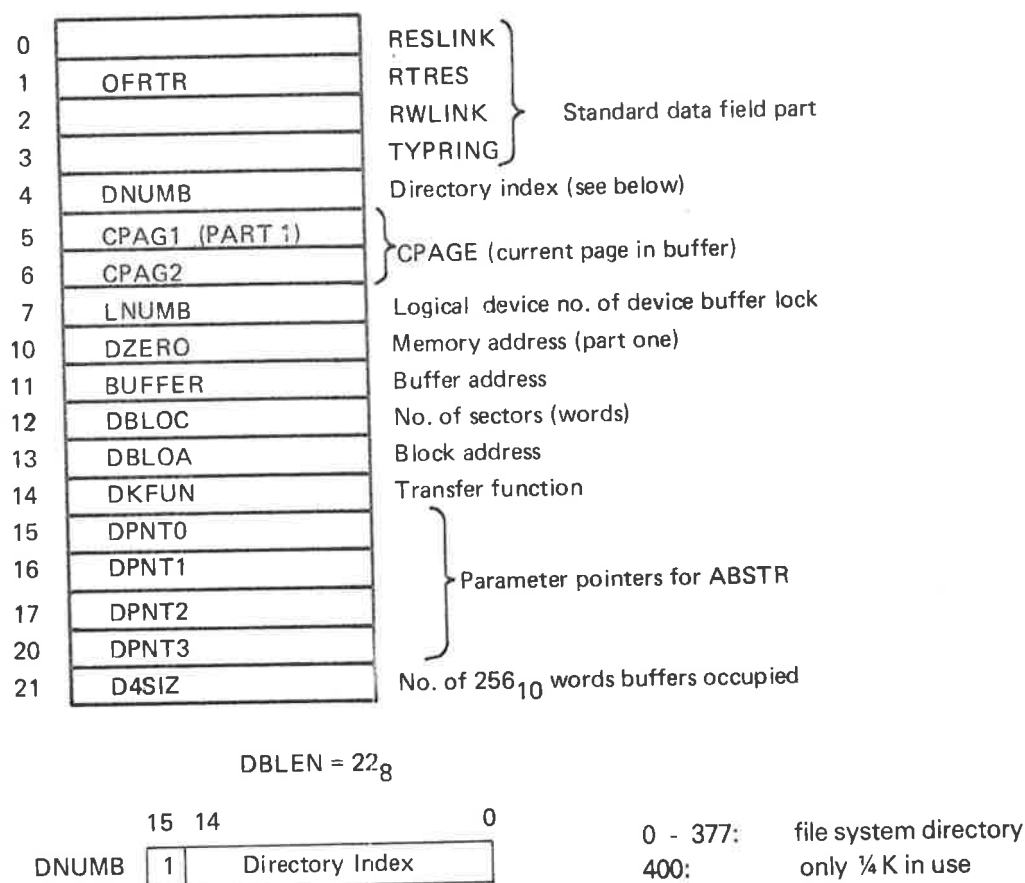 0 RESLINK
1 OFRTR RTRES
2 RWLINK Standard data field part
3 TYPRING
4 DNUMB Directory index (see below)
5 CPAG1 (PART 1)
CPAGE (current page in buffer)
6 CPAG2
7 LNUMB Logical device no. of device buffer lock
10 DZERO Memory address (part one)
11 BUFFER Buffer address
12 DBLOC No. of sectors (words)
13 DBLOA Block address
14 DKFUN Transfer function
15 DPNT0
16 DPNT1 Parameter pointers for ABSTR
17 DPNT2
20 DPNT3
21 D4SIZ No. of 256₁₀ words buffers occupied
DBLEN = 22₈
15 14 0
0 - 377: file system directory
DNUMB 1 Directory Index 400: only ¼ K in use